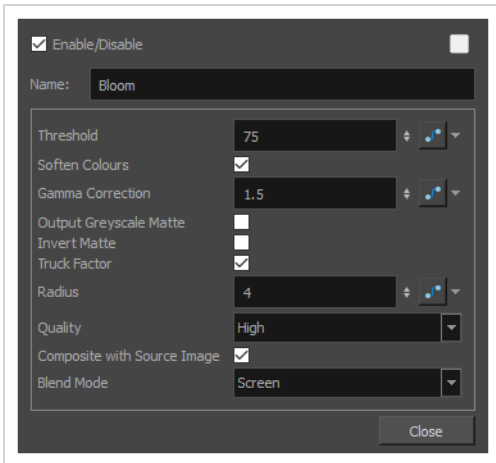 Enable/Disable
Name: Bloom
Threshold 75
Soften Colours
Gamma Correction 1.5
Output Greyscale Matte
Invert Matte
Truck Factor
Radius 4
Quality High
Composite with Source Image
Blend Mode Screen
Close